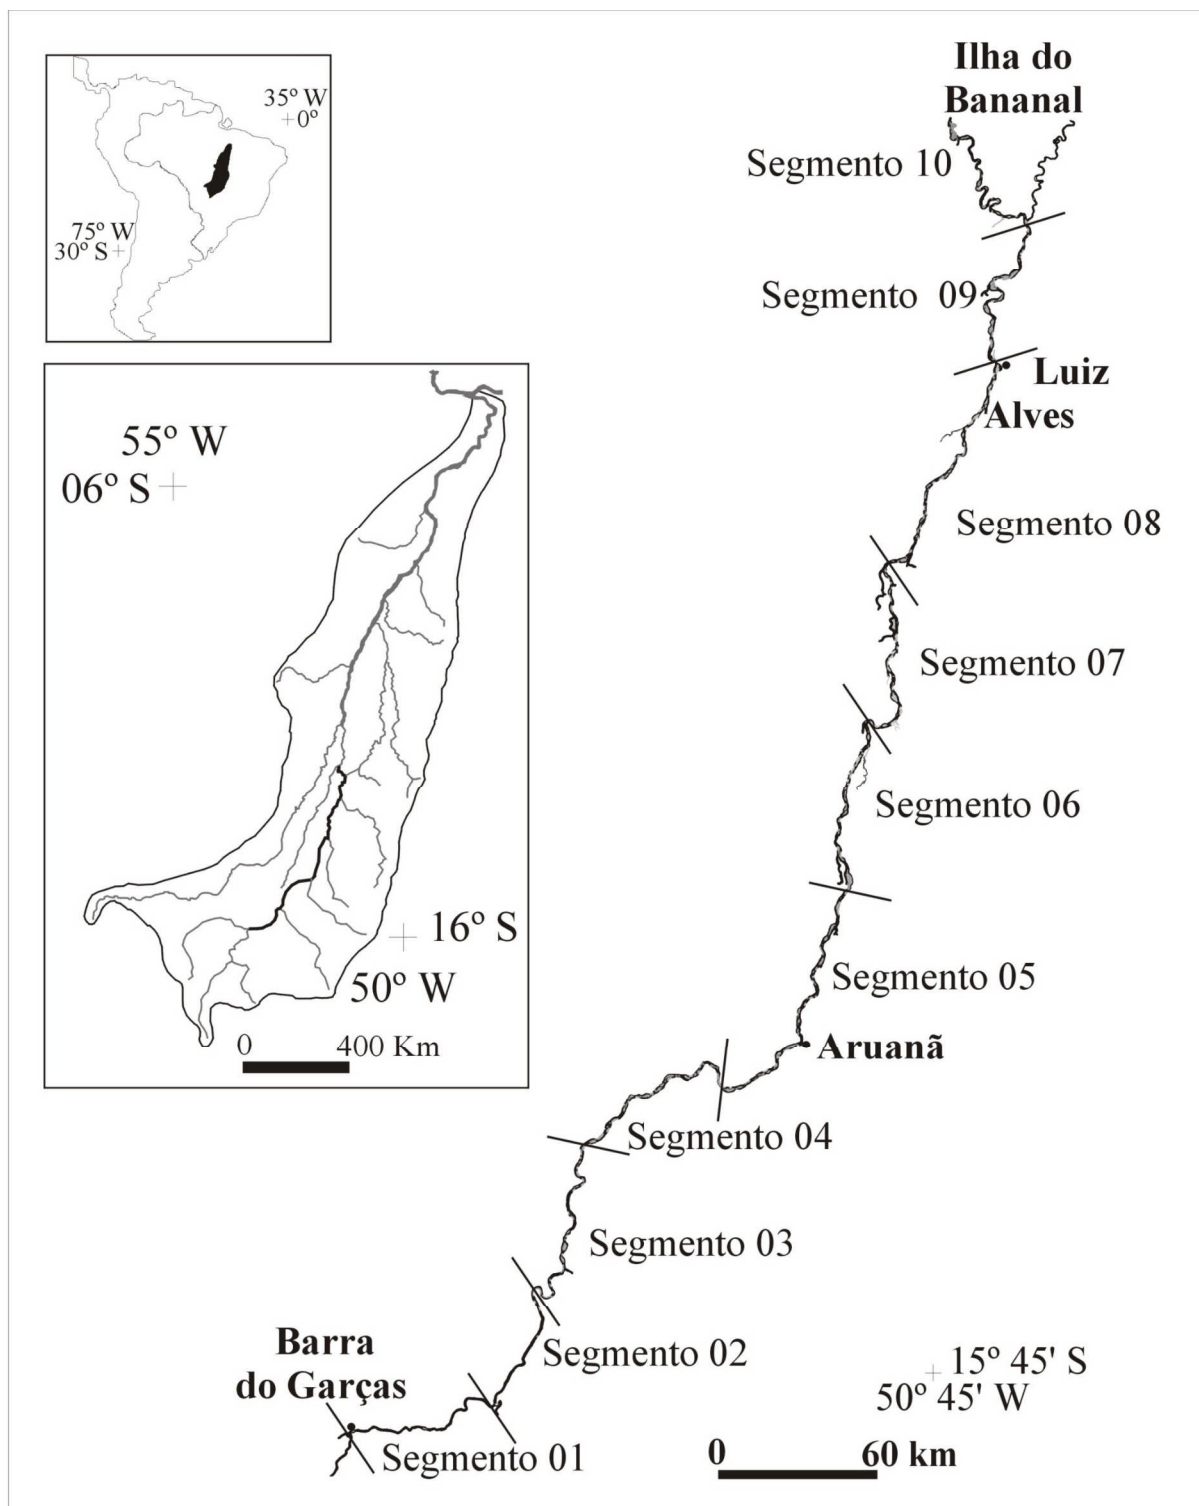 Ilha do
Bananal
35º W
0º
75º W
30º S
Segmento 10
Segmento 09
Luiz
Alves
55º W
06º S
Segmento 08
Segmento 07
Segmento 06
16º S
50º W
0 400 Km
Segmento 05
Aruanã
Segmento 04
Segmento 03
Barra
do Garças
Segmento 02
15º 45' S
50º 45' W
Segmento 01
0 60 km